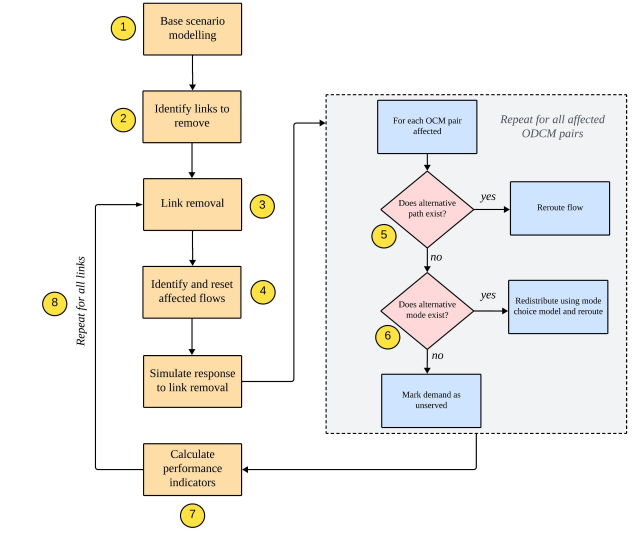 1
Base scenario
modelling
2
Identify links to
remove
3
Link removal
4
Identify and reset
affected flows
Simulate response
to link removal
For each OCM pair
affected
Repeat for all affected
ODCM pairs
5
Does alternative
path exist?
yes
Reroute flow
no
6
Does alternative
mode exist?
yes
Redistribute using mode
choice model and reroute
no
Mark demand as
unserved
7
Calculate
performance
indicators
8
Repeat for all links